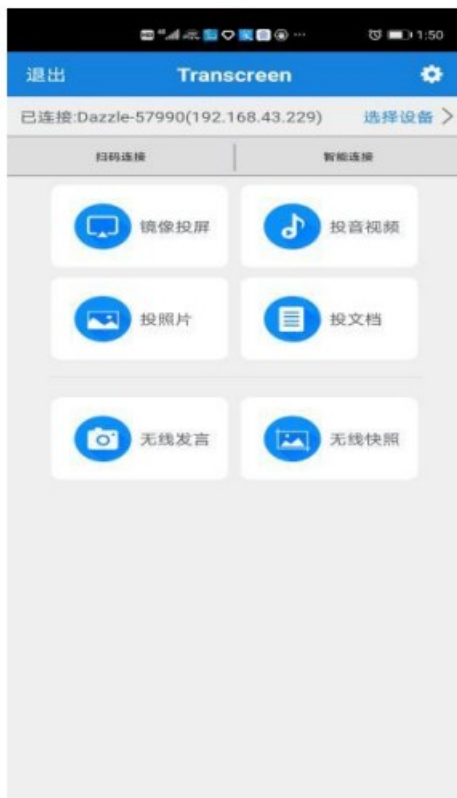 1:50
退出 Transcreen
已连接:Dazzle-57990(192.168.43.229) 选择设备
扫码连接 智能连接
镜像投屏 投音视频
投照片 投文档
无线发言 无线快照